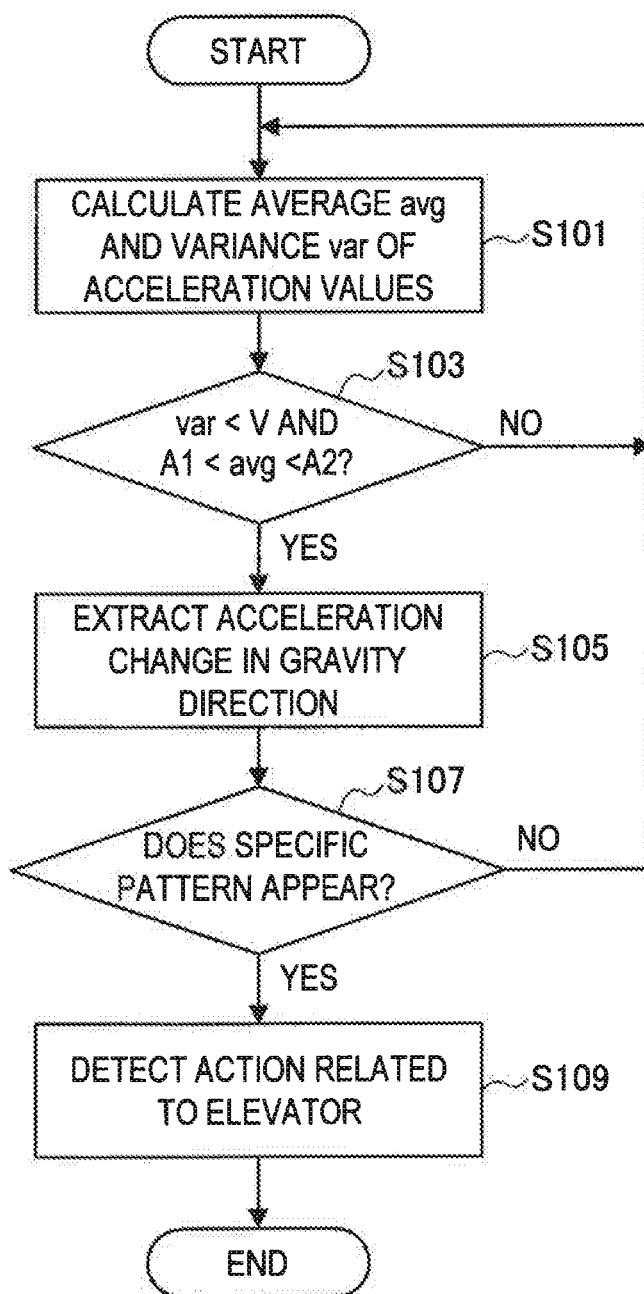 START
CALCULATE AVERAGE avg
AND VARIANCE var OF
ACCELERATION VALUES
S101
S103
var < V AND
A1 < avg <A2?
NO
YES
EXTRACT ACCELERATION
CHANGE IN GRAVITY
DIRECTION
S105
S107
DOES SPECIFIC
PATTERN APPEAR?
NO
YES
DETECT ACTION RELATED
TO ELEVATOR
S109
END